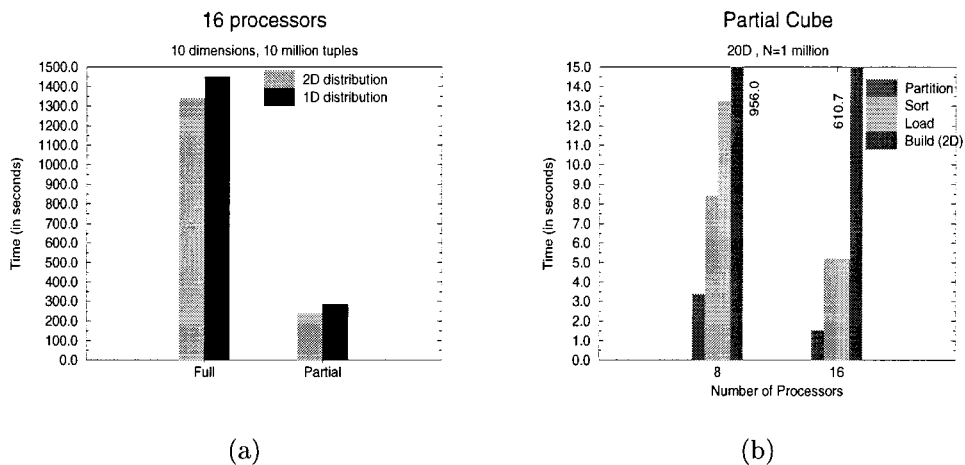 16 processors
10 dimensions, 10 million tuples
1500.0
1400.0
1300.0
1200.0
1100.0
1000.0
900.0
800.0
700.0
600.0
500.0
400.0
300.0
200.0
100.0
0.0
Time (in seconds)
2D distribution
1D distribution
Full
Partial
(a)
Partial Cube
20D , N=1 million
15.0
14.0
13.0
12.0
11.0
10.0
9.0
8.0
7.0
6.0
5.0
4.0
3.0
2.0
1.0
0.0
Time (in seconds)
956.0
610.7
Partition
Sort
Load
Build (2D)
8
16
Number of Processors
(b)